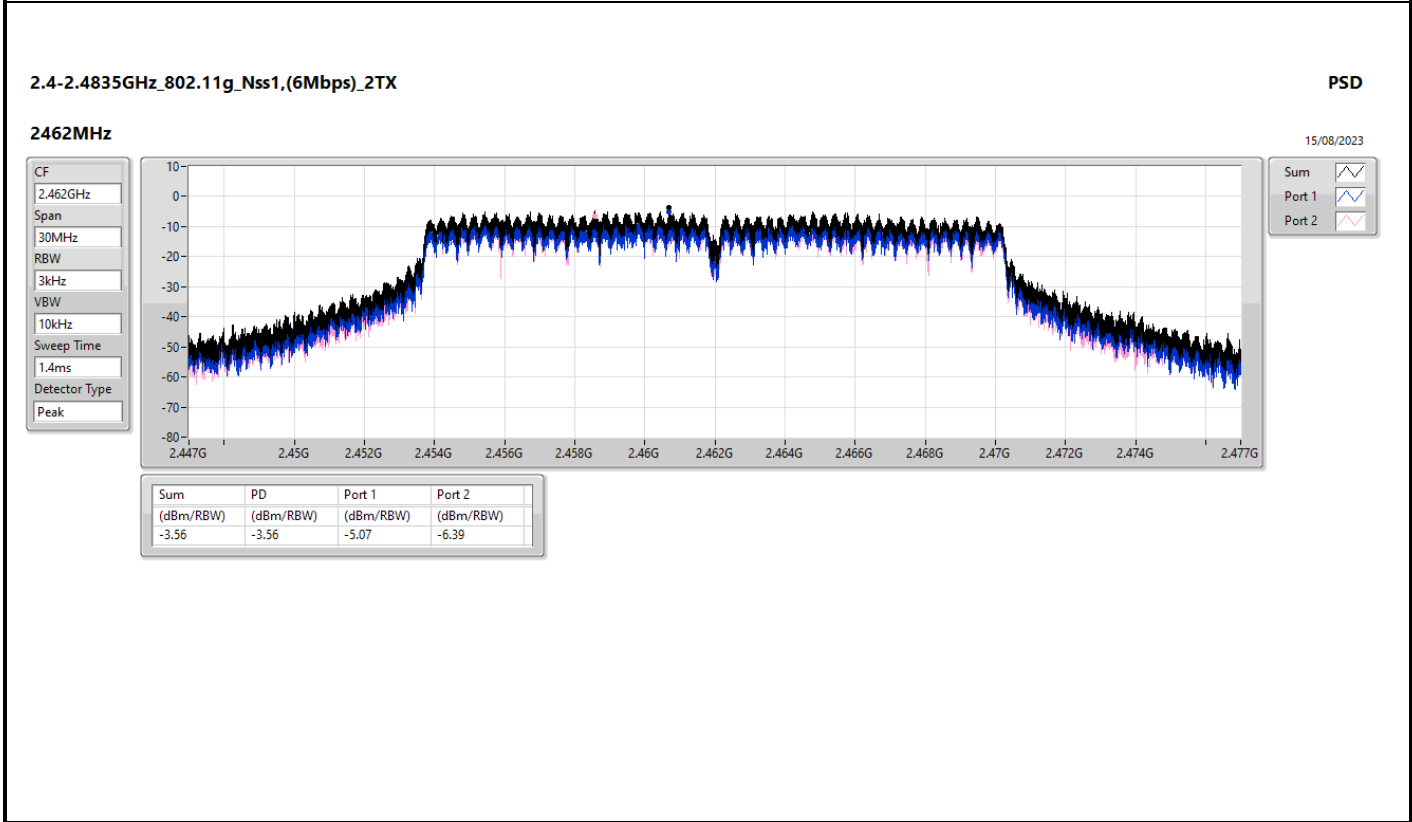 2.4-2.4835GHz_802.11g_Nss1,(6Mbps)_2TX
PSD
2462MHz
15/08/2023
CF
2.462GHz
Span
30MHz
RBW
3kHz
VBW
10kHz
Sweep Time
1.4ms
Detector Type
Peak
10
0
-10
-20
-30
-40
-50
-60
-70
-80
2.447G 2.45G 2.452G 2.454G 2.456G 2.458G 2.46G 2.462G 2.464G 2.466G 2.468G 2.47G 2.472G 2.474G 2.477G
Sum
Port 1
Port 2
Sum PD Port 1 Port 2
(dBm/RBW) (dBm/RBW) (dBm/RBW) (dBm/RBW)
-3.56 -3.56 -5.07 -6.39